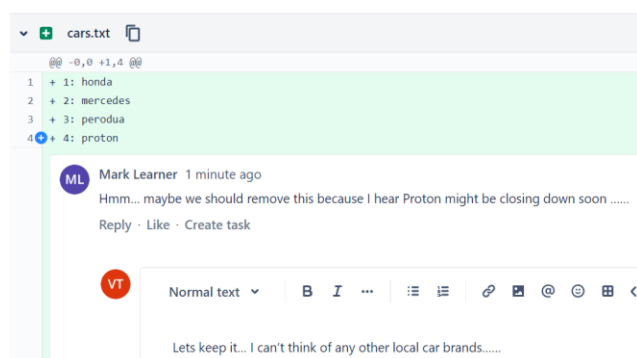 cars.txt
@@ -0,0 +1,4 @@
1 + 1: honda
2 + 2: mercedes
3 + 3: perodua
4 + 4: proton
ML Mark Learner 1 minute ago
Hmm... maybe we should remove this because I hear Proton might be closing down soon ......
Reply · Like · Create task
VT Normal text B I ...
Lets keep it... I can't think of any other local car brands......